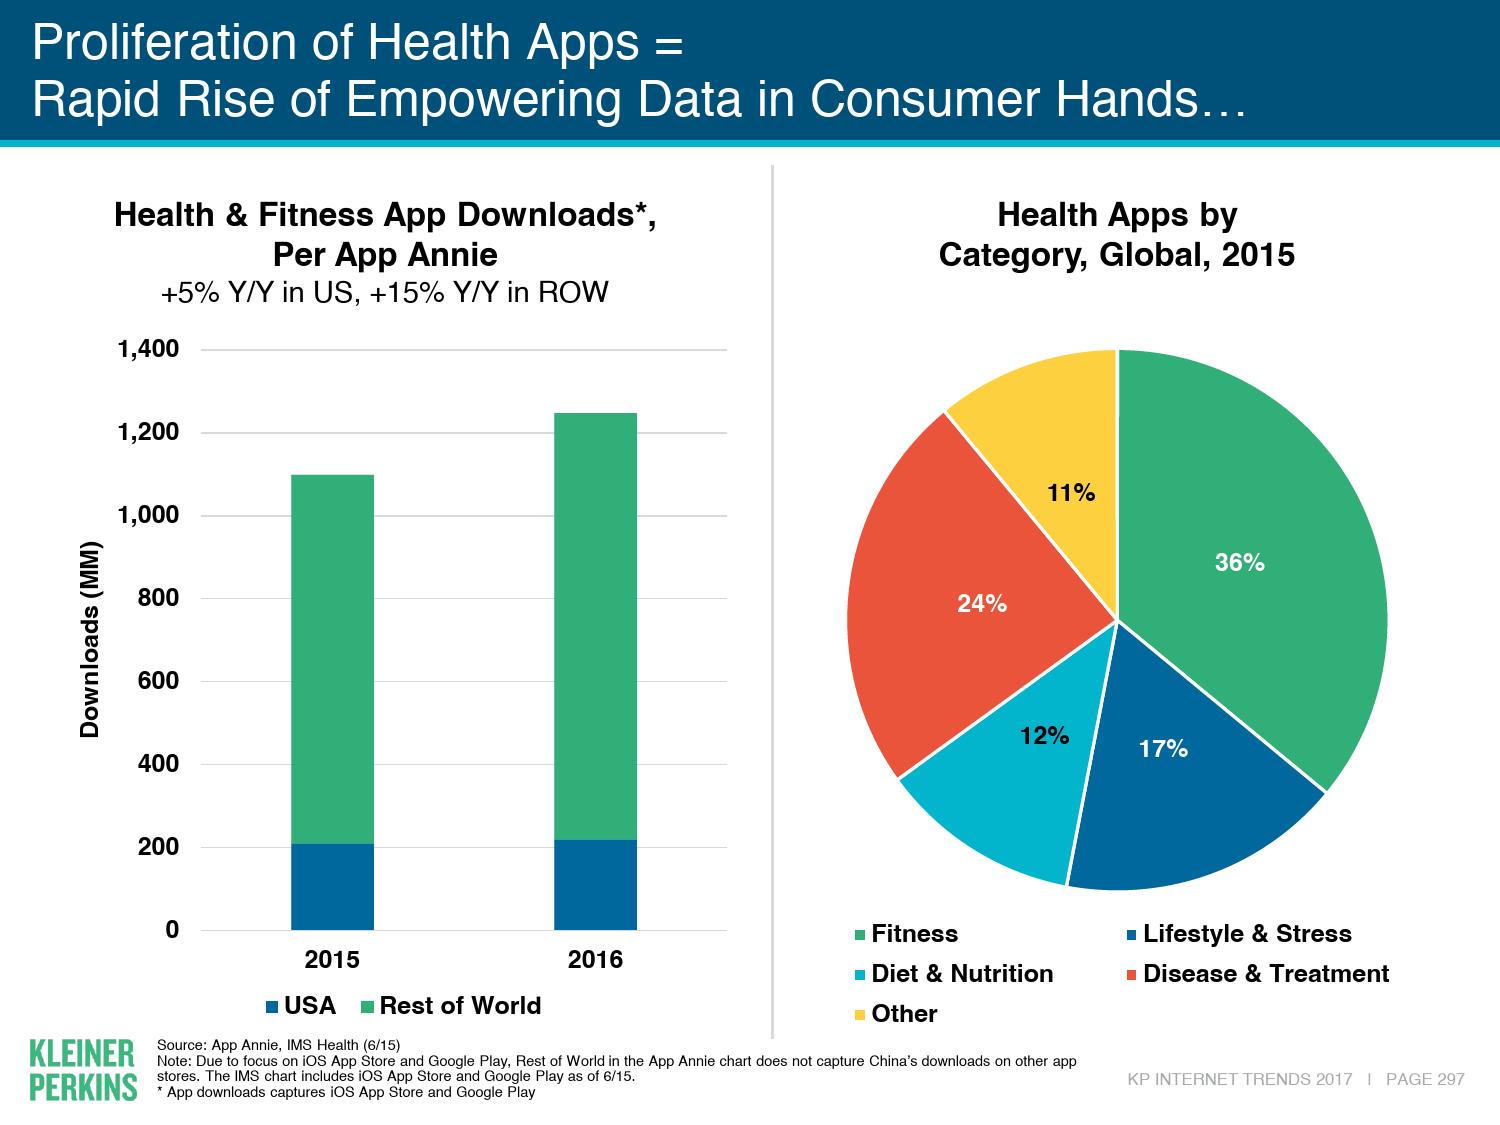 Proliferation of Health Apps =
Rapid Rise of Empowering Data in Consumer Hands…
Health & Fitness App Downloads*,
Per App Annie
+5% Y/Y in US, +15% Y/Y in ROW
1,400
1,200
1,000
800
600
400
200
0
Downloads (MM)
2015
2016
USA
Rest of World
Health Apps by
Category, Global, 2015
11%
36%
24%
12%
17%
Fitness
Lifestyle & Stress
Diet & Nutrition
Disease & Treatment
Other
KLEINER
PERKINS
Source: App Annie, IMS Health (6/15)
Note: Due to focus on iOS App Store and Google Play, Rest of World in the App Annie chart does not capture China's downloads on other app
stores. The IMS chart includes iOS App Store and Google Play as of 6/15.
* App downloads captures iOS App Store and Google Play
KP INTERNET TRENDS 2017 | PAGE 297